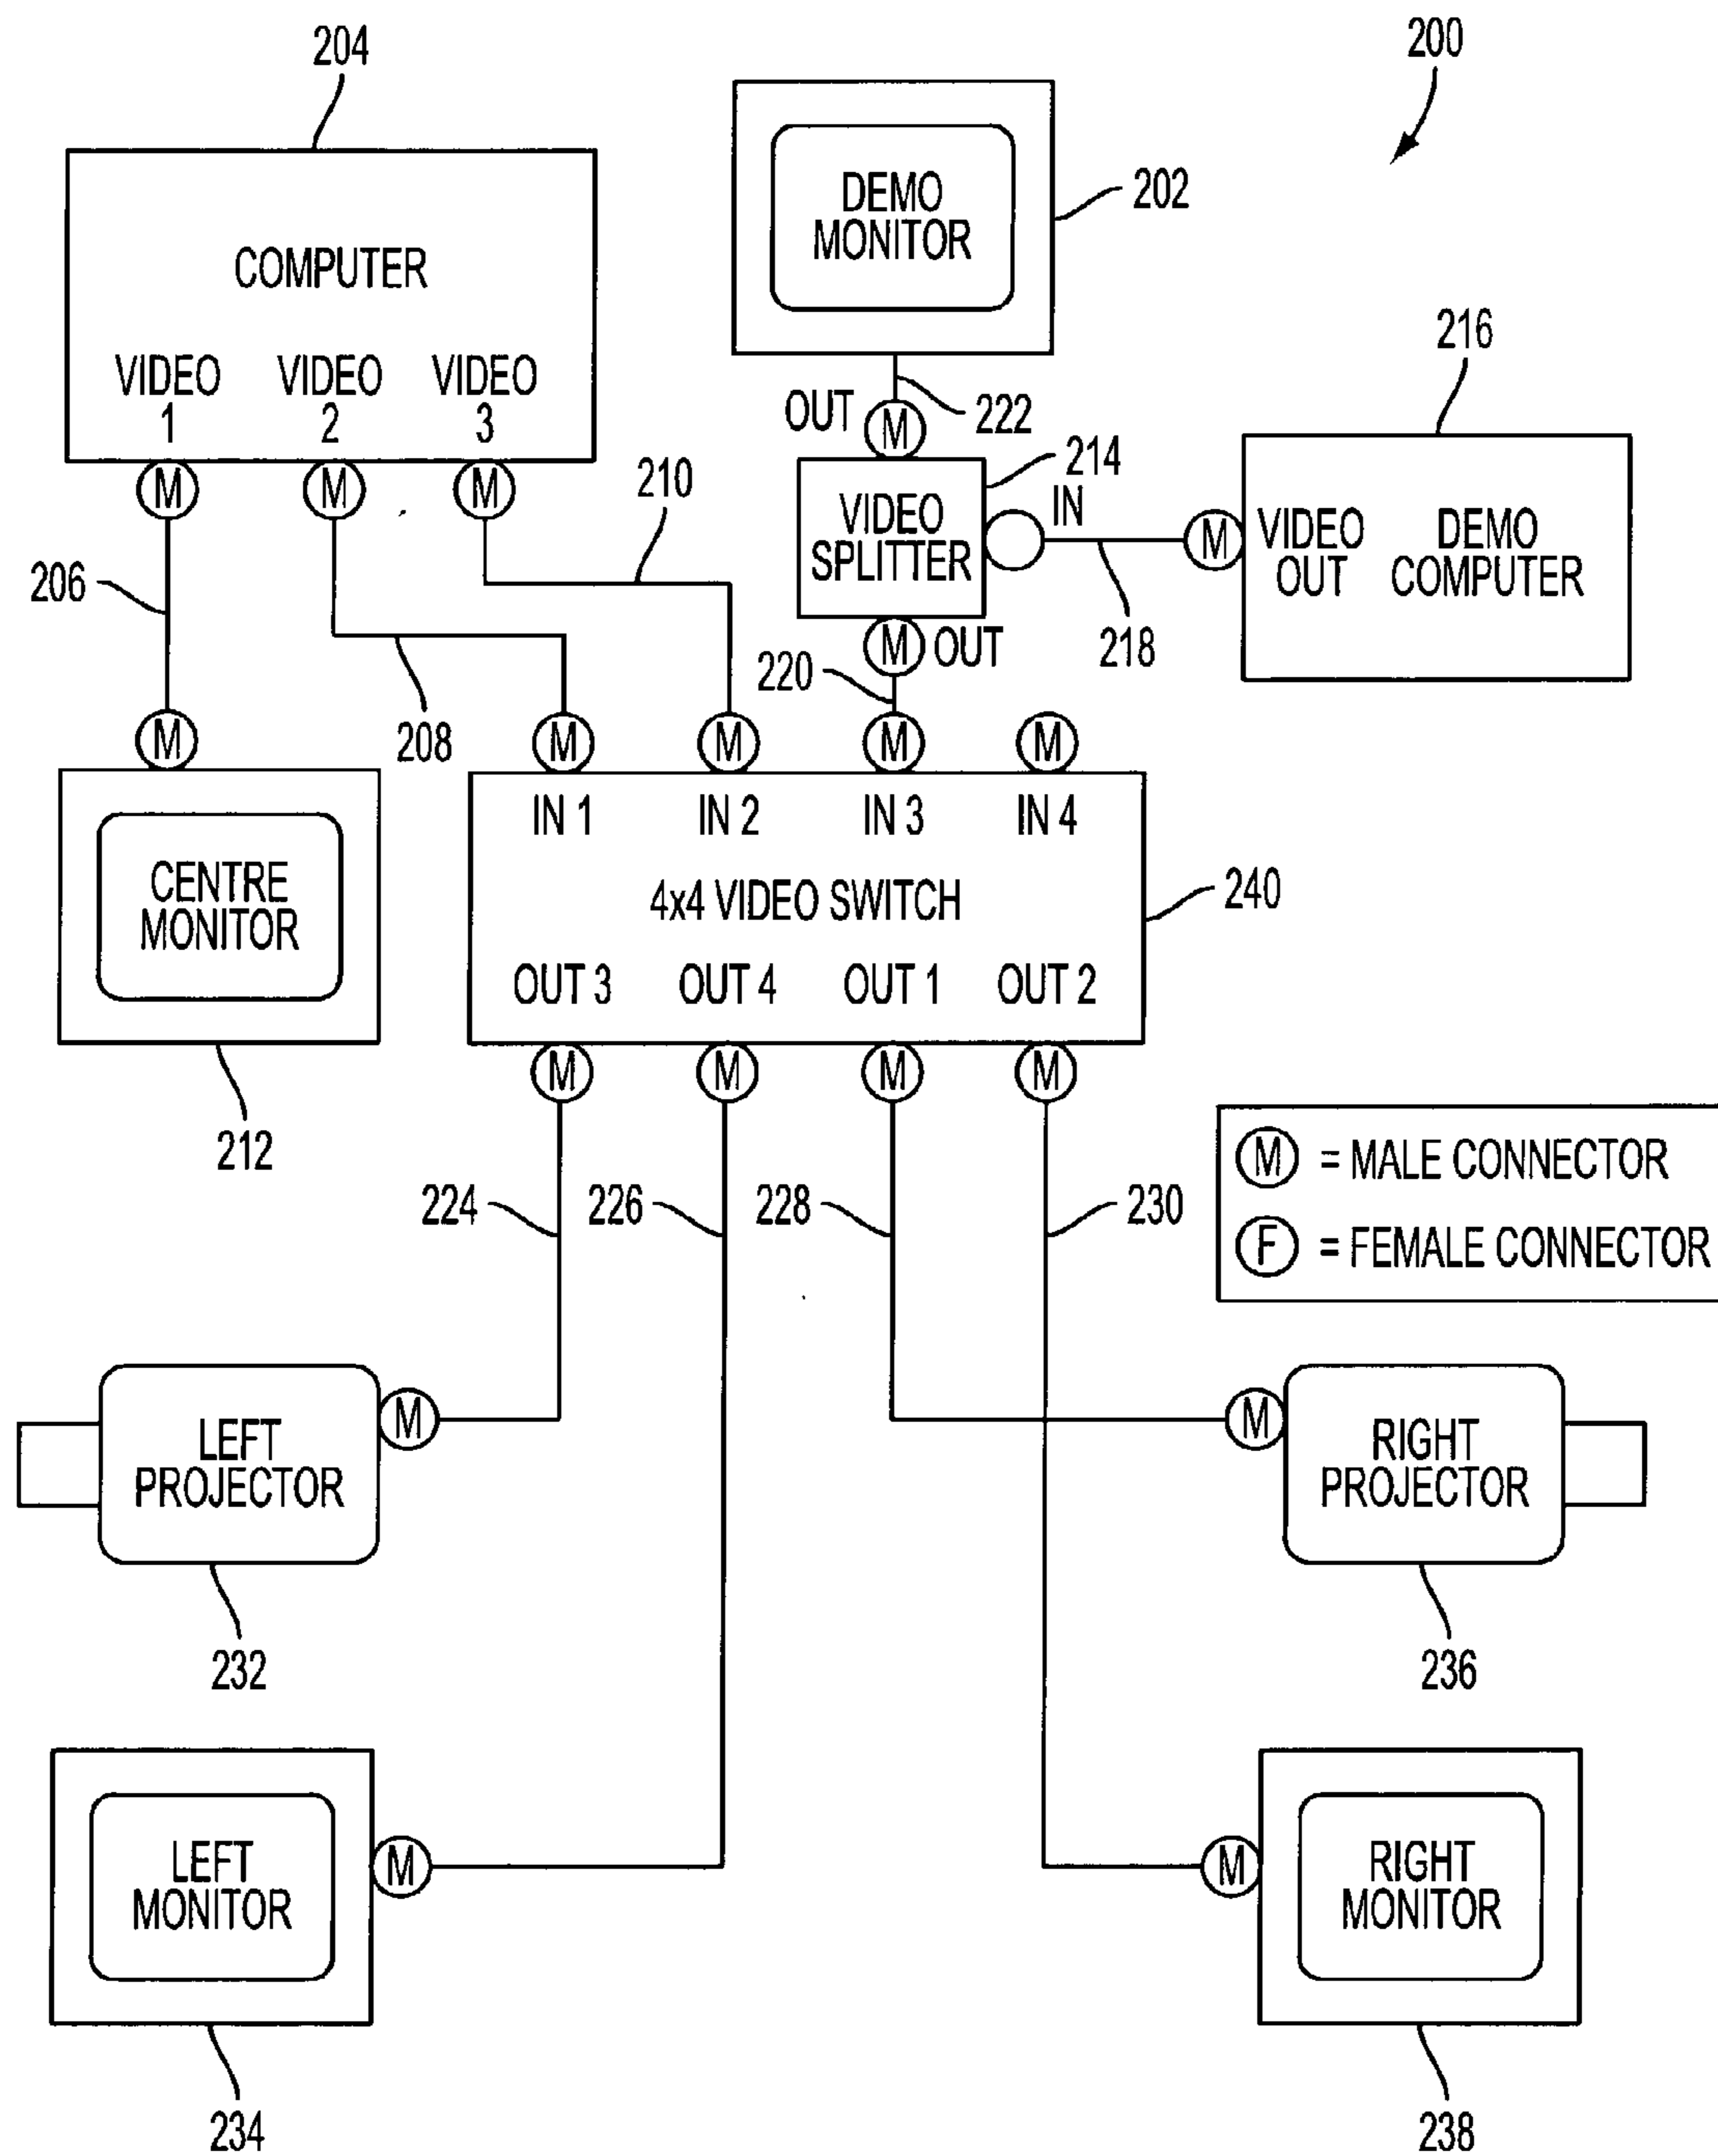 200
204
202
DEMO
MONITOR
COMPUTER
VIDEO
1
VIDEO
2
VIDEO
3
M
M
M
OUT
M
222
216
214
IN
VIDEO
SPLITTER
M
VIDEO
OUT
DEMO
COMPUTER
210
206
208
M
OUT
218
220
M
M
M
M
M
IN 1
IN 2
IN 3
IN 4
4x4 VIDEO SWITCH
240
OUT 3
OUT 4
OUT 1
OUT 2
CENTRE
MONITOR
212
M
M
M
M
M = MALE CONNECTOR
F = FEMALE CONNECTOR
224
226
228
230
LEFT
PROJECTOR
M
M
RIGHT
PROJECTOR
232
236
LEFT
MONITOR
M
M
RIGHT
MONITOR
234
238